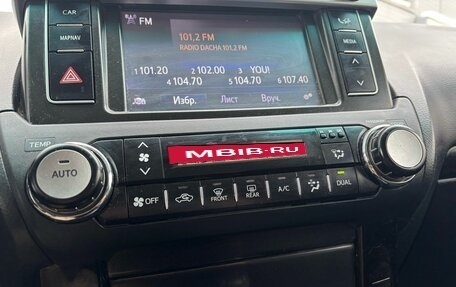 CAR
MAPNAV
FM
101,2 FM
RADIO DACHA 101,2 FM
1 101.20 2 102.00 3 YOU!
4 104.70 5 104.70 6 107.40
Избр. Лист Вруч.
MEDIA
TEMP
AUTO
MBIB-RU
OFF FRONT REAR A/C DUAL